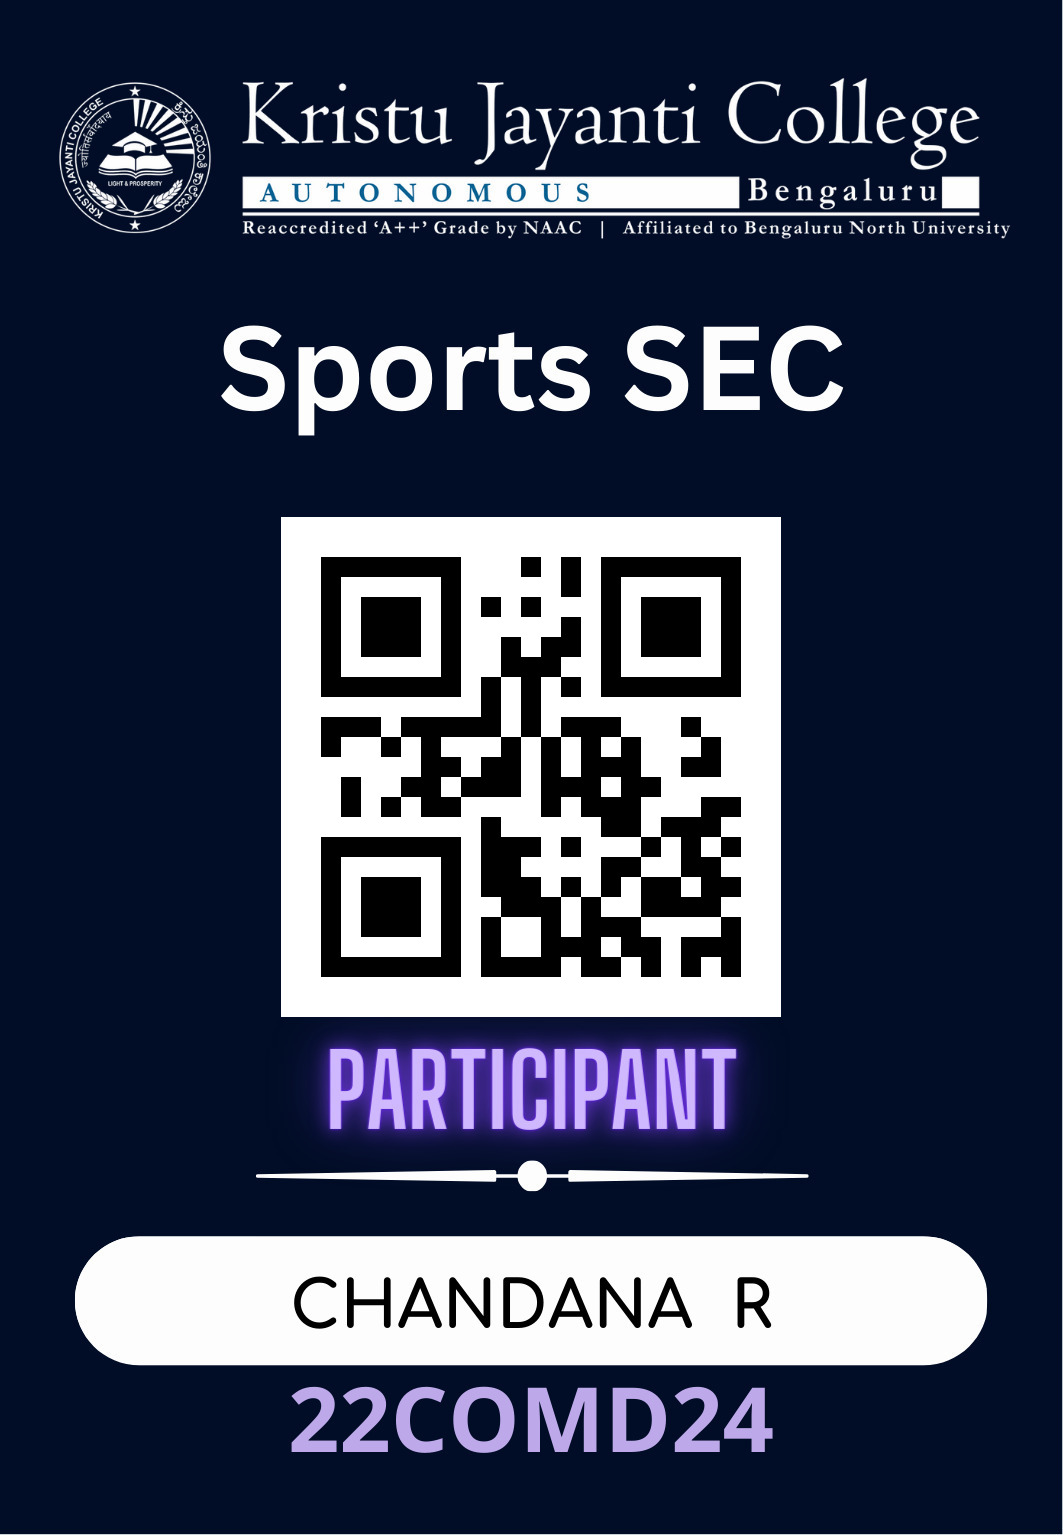 Kristu Jayanti College
AUTONOMOUS Bengaluru
Reaccredited ‘A++’ Grade by NAAC | Affiliated to Bengaluru North University
KRISTU JAYANTI COLLEGE
LIGHT & PROSPERITY
Sports SEC
PARTICIPANT
CHANDANA R
22COMD24